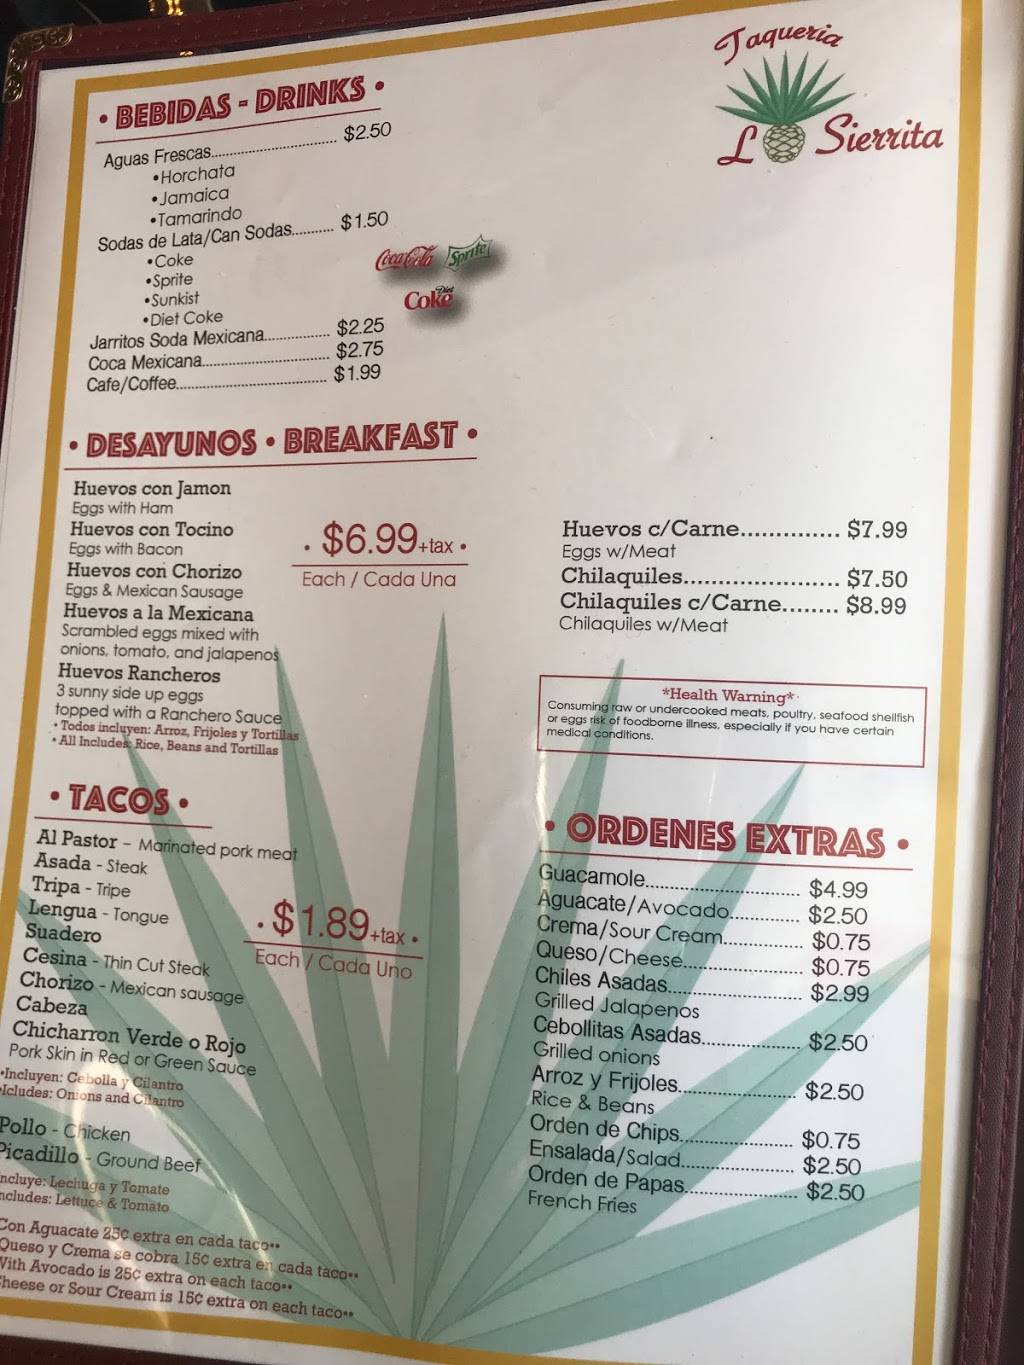 Taqueria
L Sierrita
• BEBIDAS - DRINKS •
Aguas Frescas.......................... $2.50
•Horchata
•Jamaica
•Tamarindo
Sodas de Lata/Can Sodas........... $1.50
•Coke
•Sprite
•Sunkist
•Diet Coke
Coca-Cola Sprite
Diet Coke
Jarritos Soda Mexicana................. $2.25
Coca Mexicana................................ $2.75
Cafe/Coffee..................................... $1.99
• DESAYUNOS • BREAKFAST •
Huevos con Jamon
Eggs with Ham
Huevos con Tocino
Eggs with Bacon
Huevos con Chorizo
Eggs & Mexican Sausage
Huevos a la Mexicana
Scrambled eggs mixed with
onions, tomato, and jalapenos
Huevos Rancheros
3 sunny side up eggs
topped with a Ranchero Sauce
• Todos incluyen: Arroz, Frijoles y Tortillas
• All Includes: Rice, Beans and Tortillas
• $6.99+tax •
Each / Cada Una
Huevos c/Carne............... $7.99
Eggs w/Meat
Chilaquiles....................... $7.50
Chilaquiles c/Carne........ $8.99
Chilaquiles w/Meat
*Health Warning*
Consuming raw or undercooked meats, poultry, seafood shellfish
or eggs risk of foodborne illness, especially if you have certain
medical conditions.
• TACOS •
Al Pastor – Marinated pork meat
Asada - Steak
Tripa - Tripe
Lengua - Tongue
Suadero
Cesina - Thin Cut Steak
Chorizo - Mexican sausage
Cabeza
Chicharron Verde o Rojo
Pork Skin in Red or Green Sauce
•Incluyen: Cebolla y Cilantro
•Icludes: Onions and Cilantro
• $1.89+tax •
Each / Cada Uno
Pollo - Chicken
Picadillo - Ground Beef
Incluye: Lechuga y Tomate
Includes: Lettuce & Tomato
Con Aguacate 25¢ extra en cada taco••
Queso y Crema se cobra 15¢ extra en cada taco••
With Avocado is 25¢ extra on each taco••
Cheese or Sour Cream is 15¢ extra on each taco••
• ORDENES EXTRAS •
Guacamole............................... $4.99
Aguacate/Avocado.............. $2.50
Crema/Sour Cream................ $0.75
Queso/Cheese........................ $0.75
Chiles Asadas........................... $2.99
Grilled Jalapenos
Cebollitas Asadas.................... $2.50
Grilled onions
Arroz y Frijoles........................ $2.50
Rice & Beans
Orden de Chips....................... $0.75
Ensalada/Salad....................... $2.50
Orden de Papas....................... $2.50
French Fries